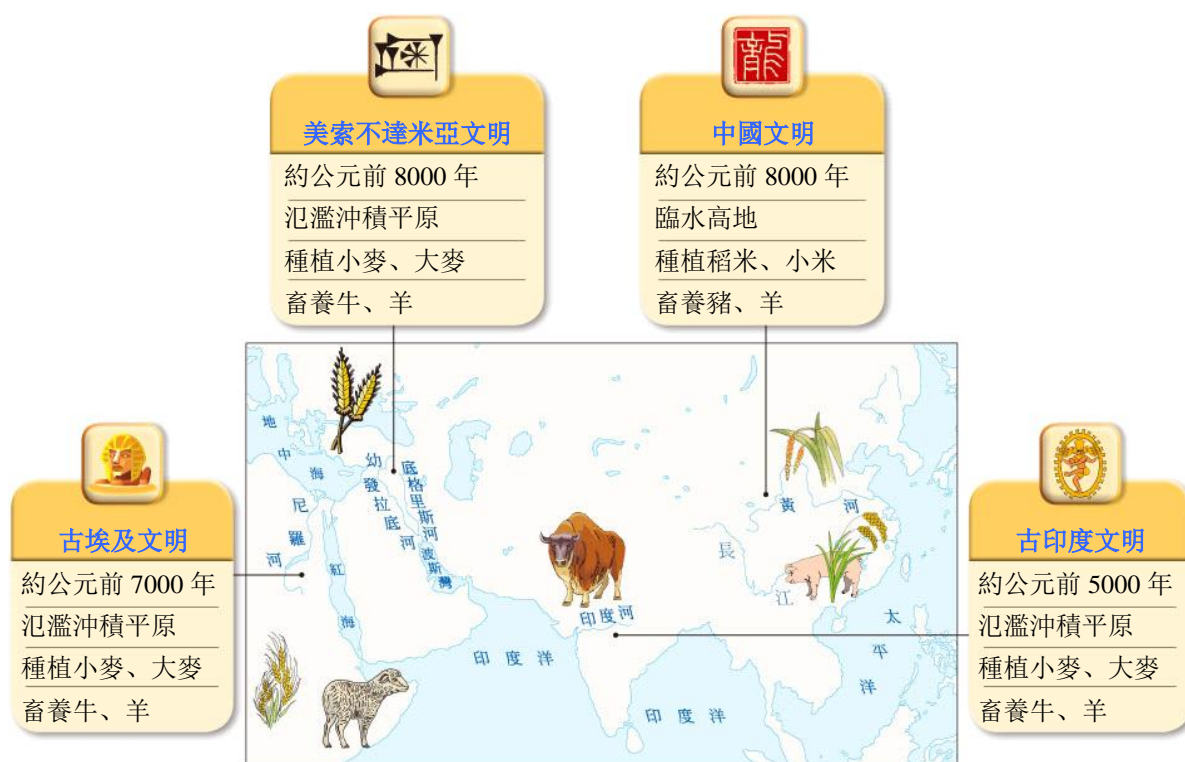 龍
美索不達米亞文明
約公元前 8000 年
氾濫沖積平原
種植小麥、大麥
畜養牛、羊
中國文明
約公元前 8000 年
臨水高地
種植稻米、小米
畜養豬、羊
古埃及文明
約公元前 7000 年
氾濫沖積平原
種植小麥、大麥
畜養牛、羊
古印度文明
約公元前 5000 年
氾濫沖積平原
種植小麥、大麥
畜養牛、羊
地中海
尼羅河
紅海
幼發拉底河
底格里斯河
波斯灣
印度河
印度洋
印度洋
黃河
長江
太平洋